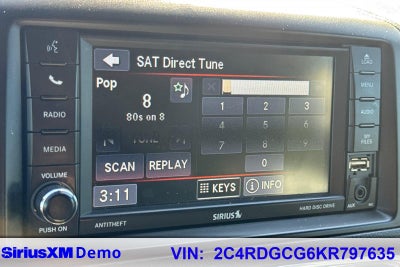 SAT Direct Tune
LOAD
Pop
MENU
8
1 2 3
80s on 8
RADIO
4 5 6
AUDIO
TUNE
MEDIA
7 8 9
MY
FILES
SCAN REPLAY 0
VOLUME
3:11 KEYS INFO
AUX
PUSH ON
ANTITHEFT SIRIUS HARD DISC DRIVE
SiriusXM Demo VIN: 2C4RDGCG6KR797635